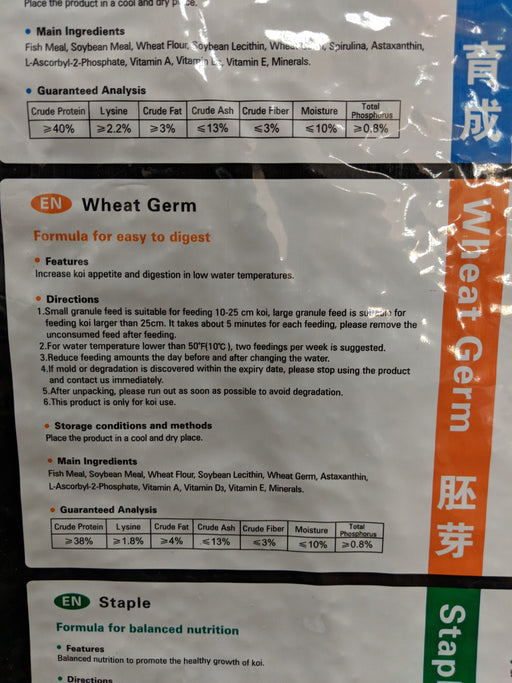 Place the product in a cool and dry place.
• Main Ingredients
Fish Meal, Soybean Meal, Wheat Flour, Soybean Lecithin, Spirulina, Astaxanthin,
L-Ascorbyl-2-Phosphate, Vitamin A, Vitamin E, Minerals.
• Guaranteed Analysis
Crude Protein Lysine Crude Fat Crude Ash Crude Fiber Moisture Total Phosphorus
≥40% ≥2.2% ≥3% ≤13% ≤3% ≤10% ≥0.8%
育成
EN Wheat Germ
Formula for easy to digest
• Features
Increase koi appetite and digestion in low water temperatures.
• Directions
1.Small granule feed is suitable for feeding 10-25 cm koi, large granule feed is suitable for
feeding koi larger than 25cm. It takes about 5 minutes for each feeding, please remove the
unconsumed feed after feeding.
2.For water temperature lower than 50°F(10℃), two feedings per week is suggested.
3.Reduce feeding amounts the day before and after changing the water.
4.If mold or degradation is discovered within the expiry date, please stop using the product
and contact us immediately.
5.After unpacking, please run out as soon as possible to avoid degradation.
6.This product is only for koi use.
• Storage conditions and methods
Place the product in a cool and dry place.
• Main Ingredients
Fish Meal, Soybean Meal, Wheat Flour, Soybean Lecithin, Wheat Germ, Astaxanthin,
L-Ascorbyl-2-Phosphate, Vitamin A, Vitamin D₃, Vitamin E, Minerals.
• Guaranteed Analysis
Crude Protein Lysine Crude Fat Crude Ash Crude Fiber Moisture Total Phosphorus
≥38% ≥1.8% ≥4% ≤13% ≤3% ≤10% ≥0.8%
Wheat Germ 胚芽
EN Staple
Formula for balanced nutrition
• Features
Balanced nutrition to promote the healthy growth of koi.
• Directions
Stapl